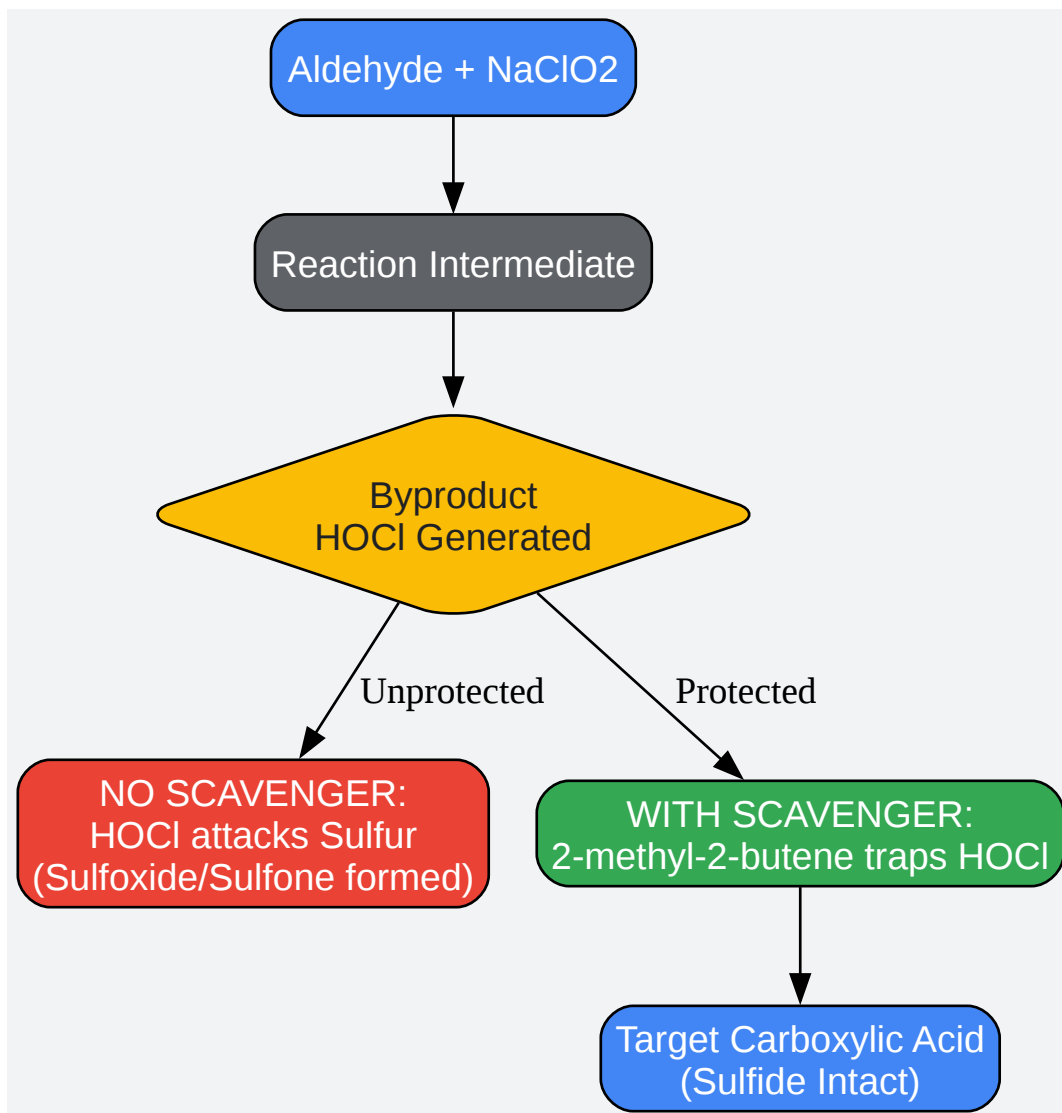 Aldehyde + NaClO2
Reaction Intermediate
Byproduct
HOCl Generated
Unprotected
Protected
NO SCAVENGER:
HOCl attacks Sulfur
(Sulfoxide/Sulfone formed)
WITH SCAVENGER:
2-methyl-2-butene traps HOCl
Target Carboxylic Acid
(Sulfide Intact)